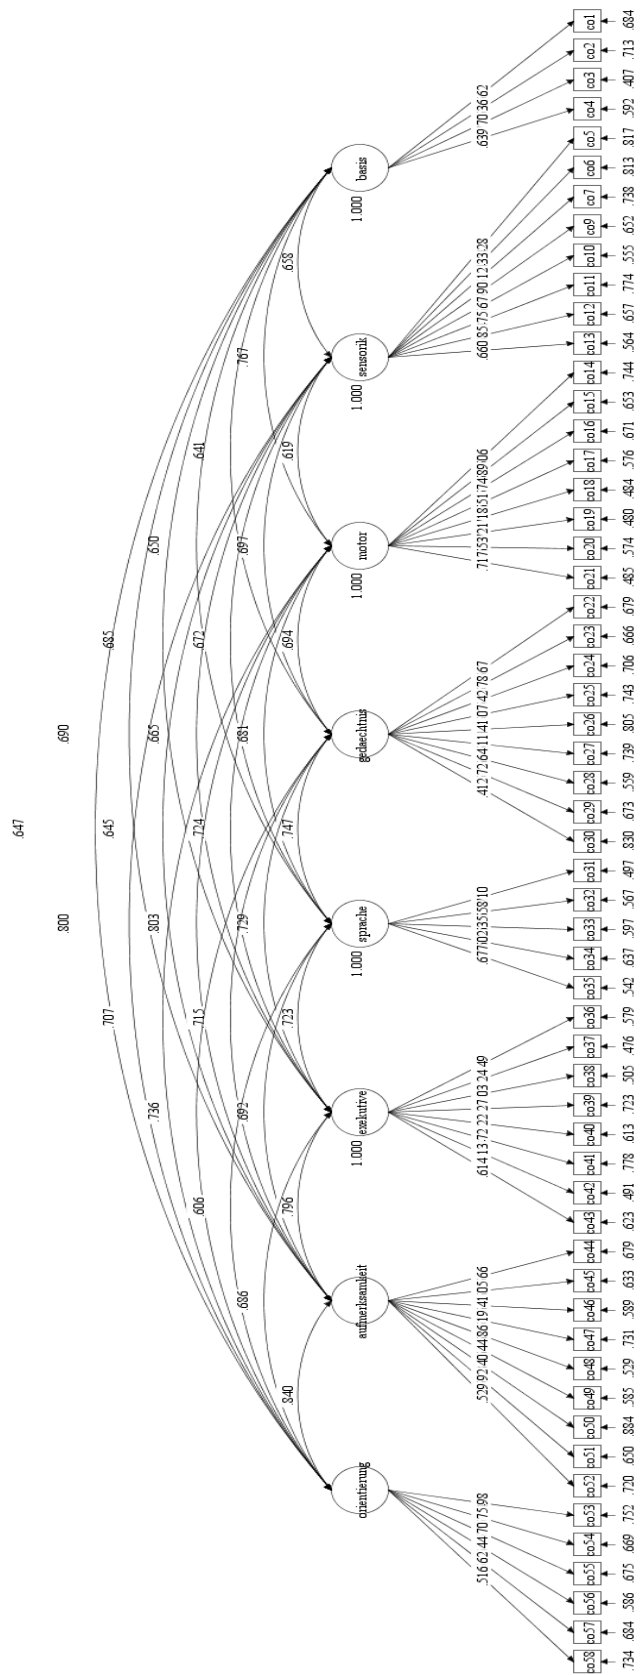 co1 .684
co2 .713
co3 .407
co4 .592
co5 .817
co6 .813
co7 .738
co9 .652
co10 .555
co11 .774
co12 .657
co13 .564
co14 .744
co15 .653
co16 .671
co17 .576
co18 .484
co19 .480
co20 .574
co21 .485
co22 .679
co23 .666
co24 .706
co25 .743
co26 .805
co27 .739
co28 .559
co29 .673
co30 .830
co31 .497
co32 .567
co33 .597
co34 .637
co35 .542
co36 .579
co37 .476
co38 .505
co39 .723
co40 .613
co41 .778
co42 .491
co43 .623
co44 .679
co45 .633
co46 .589
co47 .731
co48 .529
co49 .585
co50 .884
co51 .650
co52 .720
co53 .752
co54 .669
co55 .675
co56 .586
co57 .684
co58 .734
basis
1.000
sensorik
1.000
motor
1.000
gedaechtnis
sprache
1.000
exekutive
1.000
aufmerksamkeit
orientierung
.658
.619
.694
.747
.723
.796
.840
.767
.697
.681
.729
.692
.686
.641
.672
.724
.715
.606
.650
.665
.803
.736
.685
.645
.707
.690
.800
.647